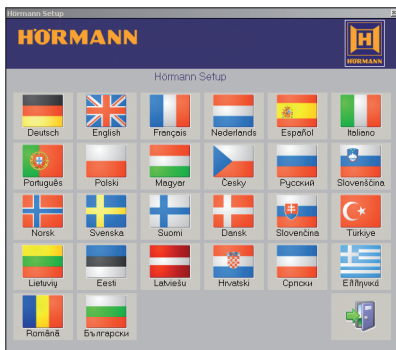 Hörmann Setup
HÖRMANN
HÖRMANN
Hörmann Setup
Deutsch English Français Nederlands Español Italiano
Português Polski Magyar Česky Русский Slovenščina
Norsk Svenska Suomi Dansk Slovenčina Türkiye
Lietuvių Eesti Latviešu Hrvatski Српски Ελληνικά
Română Български